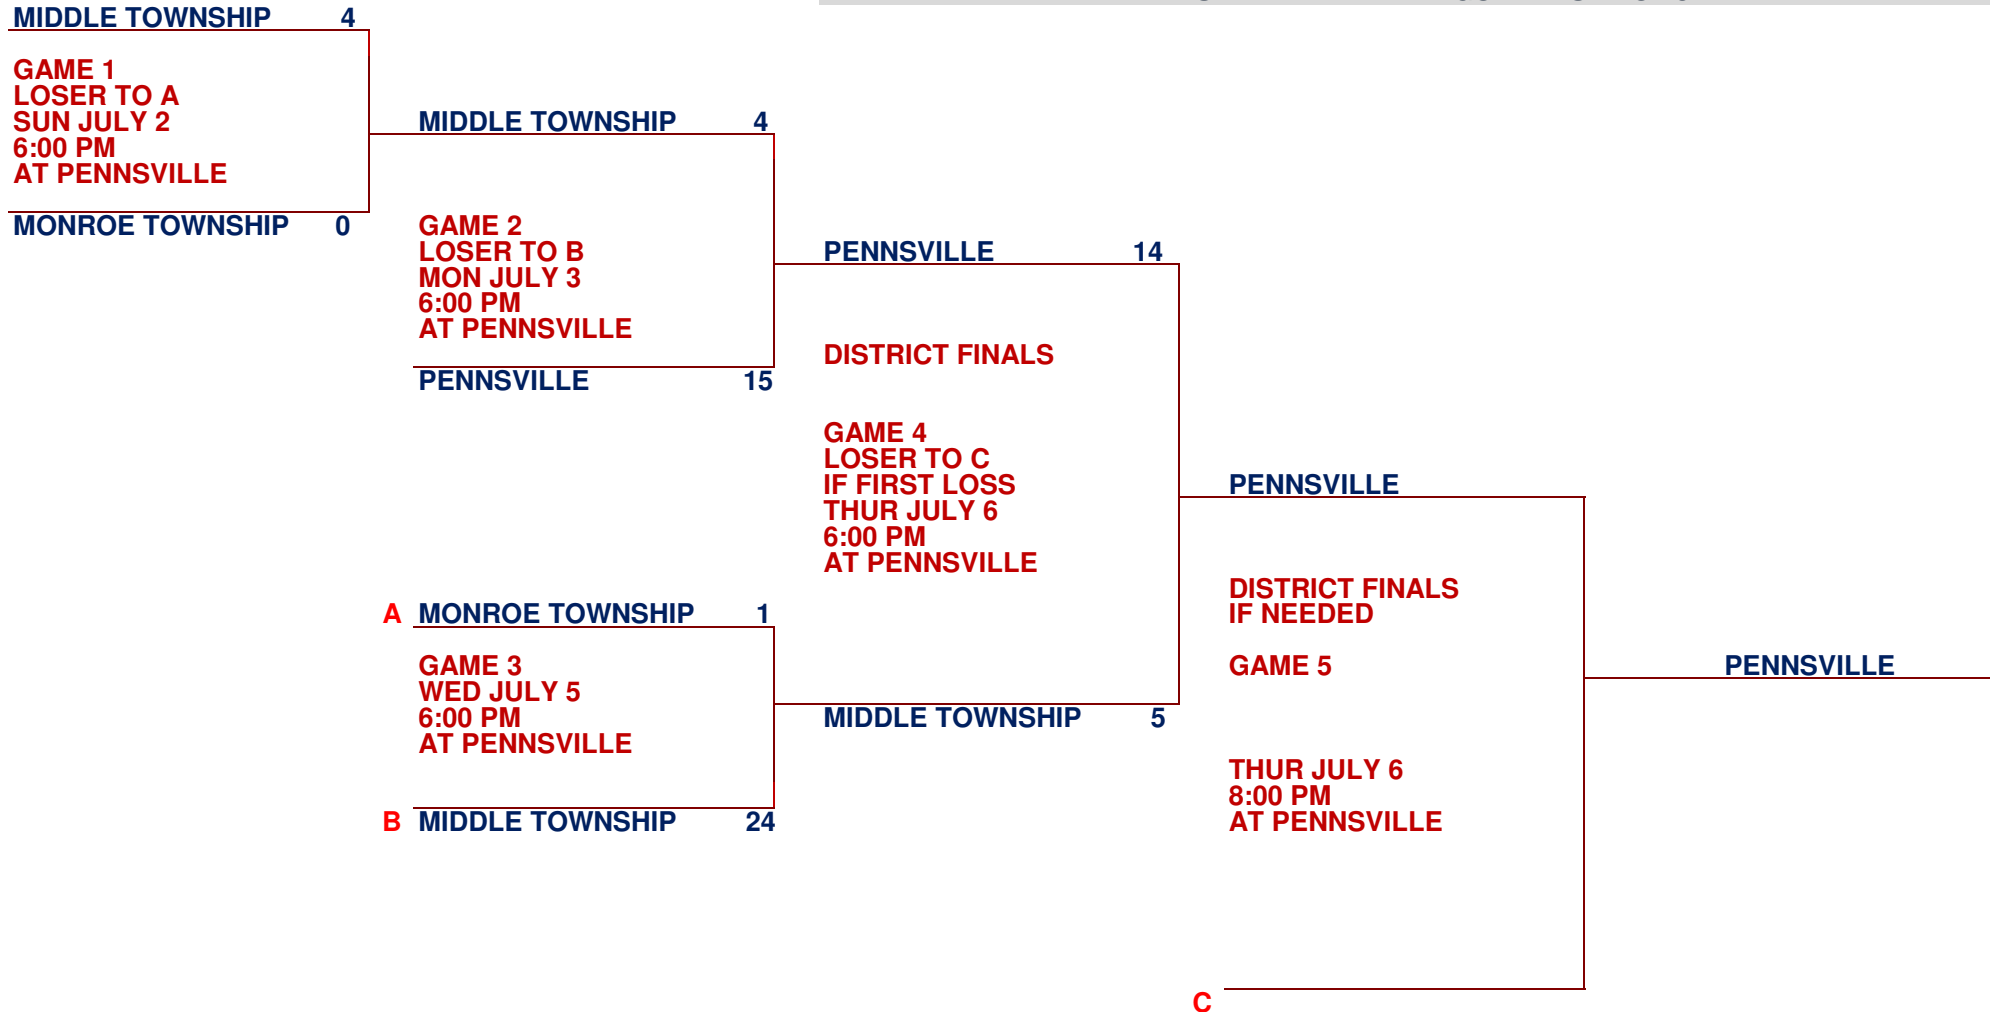 MIDDLE TOWNSHIP 4
GAME 1
LOSER TO A
SUN JULY 2
6:00 PM
AT PENNSVILLE
MONROE TOWNSHIP 0
MIDDLE TOWNSHIP 4
GAME 2
LOSER TO B
MON JULY 3
6:00 PM
AT PENNSVILLE
PENNSVILLE 15
PENNSVILLE 14
DISTRICT FINALS
GAME 4
LOSER TO C
IF FIRST LOSS
THUR JULY 6
6:00 PM
AT PENNSVILLE
MIDDLE TOWNSHIP 5
A MONROE TOWNSHIP 1
GAME 3
WED JULY 5
6:00 PM
AT PENNSVILLE
B MIDDLE TOWNSHIP 24
PENNSVILLE
DISTRICT FINALS
IF NEEDED
GAME 5
THUR JULY 6
8:00 PM
AT PENNSVILLE
C
PENNSVILLE